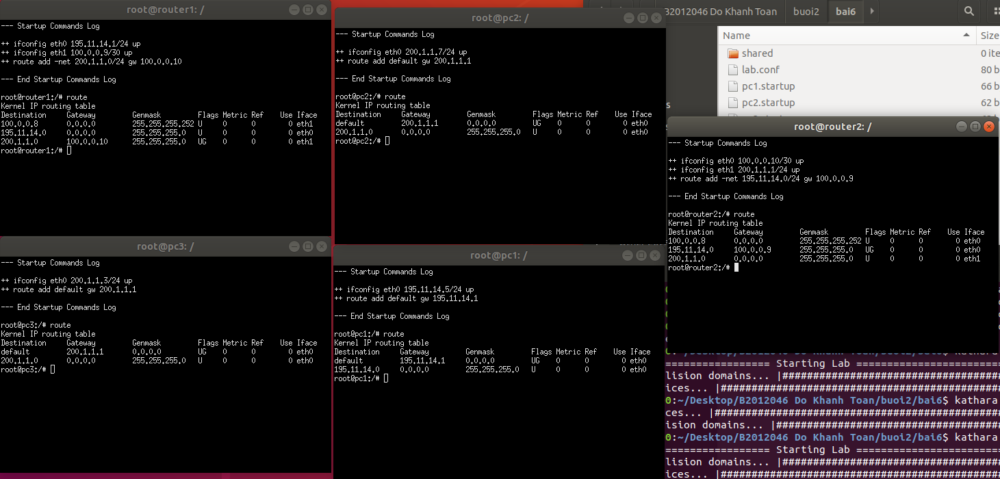 root@router1: /
--- Startup Commands Log
++ ifconfig eth0 195.11.14.1/24 up
++ ifconfig eth1 100.0.0.9/30 up
++ route add -net 200.1.1.0/24 gw 100.0.0.10
--- End Startup Commands Log
root@router1:/# route
Kernel IP routing table
Destination Gateway Genmask Flags Metric Ref Use Iface
100.0.0.8 0.0.0.0 255.255.255.252 U 0 0 0 eth1
195.11.14.0 0.0.0.0 255.255.255.0 U 0 0 0 eth0
200.1.1.0 100.0.0.10 255.255.255.0 UG 0 0 0 eth1
root@router1:/#
root@pc2: /
--- Startup Commands Log
++ ifconfig eth0 200.1.1.7/24 up
++ route add default gw 200.1.1.1
--- End Startup Commands Log
root@pc2:/# route
Kernel IP routing table
Destination Gateway Genmask Flags Metric Ref Use Iface
default 200.1.1.1 0.0.0.0 UG 0 0 0 eth0
200.1.1.0 0.0.0.0 255.255.255.0 U 0 0 0 eth0
root@pc2:/#
B2012046 Do Khanh Toan buoi2 bai6
Name Size
shared 0 ite
lab.conf 80 b
pc1.startup 66 b
pc2.startup 62 b
root@router2: /
--- Startup Commands Log
++ ifconfig eth0 100.0.0.10/30 up
++ ifconfig eth1 200.1.1.1/24 up
++ route add -net 195.11.14.0/24 gw 100.0.0.9
--- End Startup Commands Log
root@router2:/# route
Kernel IP routing table
Destination Gateway Genmask Flags Metric Ref Use Iface
100.0.0.8 0.0.0.0 255.255.255.252 U 0 0 0 eth0
195.11.14.0 100.0.0.9 255.255.255.0 UG 0 0 0 eth0
200.1.1.0 0.0.0.0 255.255.255.0 U 0 0 0 eth1
root@router2:/#
root@pc3: /
--- Startup Commands Log
++ ifconfig eth0 200.1.1.3/24 up
++ route add default gw 200.1.1.1
--- End Startup Commands Log
root@pc3:/# route
Kernel IP routing table
Destination Gateway Genmask Flags Metric Ref Use Iface
default 200.1.1.1 0.0.0.0 UG 0 0 0 eth0
200.1.1.0 0.0.0.0 255.255.255.0 U 0 0 0 eth0
root@pc3:/#
root@pc1: /
--- Startup Commands Log
++ ifconfig eth0 195.11.14.5/24 up
++ route add default gw 195.11.14.1
--- End Startup Commands Log
root@pc1:/# route
Kernel IP routing table
Destination Gateway Genmask Flags Metric Ref Use Iface
default 195.11.14.1 0.0.0.0 UG 0 0 0 eth0
195.11.14.0 0.0.0.0 255.255.255.0 U 0 0 0 eth0
root@pc1:/#
================= Starting Lab ========================
lision domains... |####################################
ices... |##############################################
0:~/Desktop/B2012046 Do Khanh Toan/buoi2/bai6$ kathara
ces... |###############################################
ision domains... |#####################################
0:~/Desktop/B2012046 Do Khanh Toan/buoi2/bai6$ kathara
================= Starting Lab ========================
lision domains... |####################################
ices... |##############################################